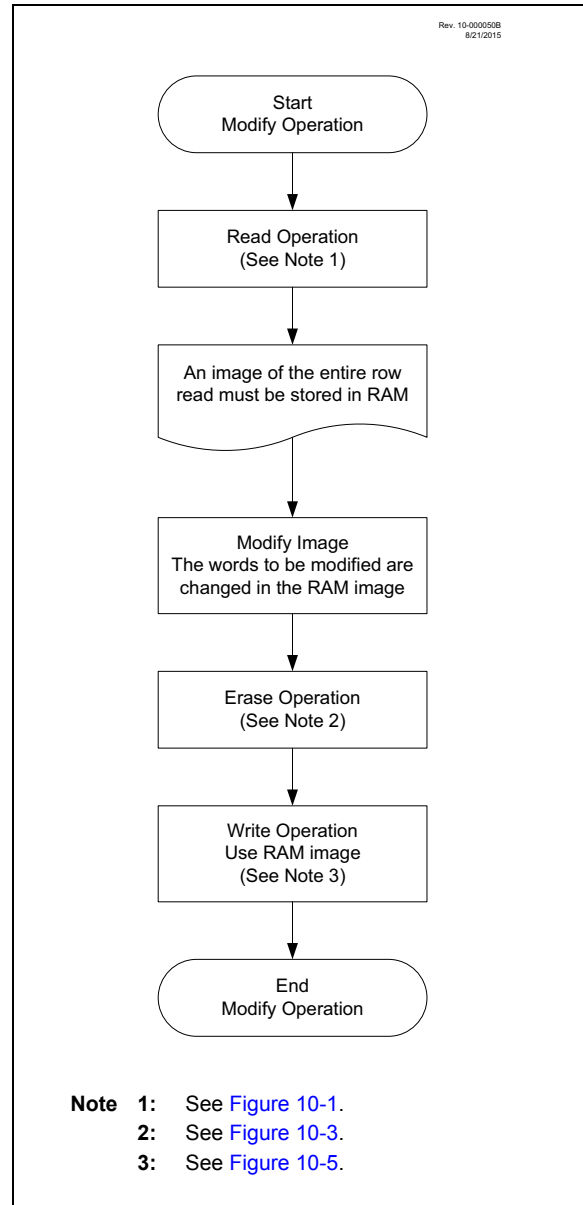 Rev. 10-000050B
8/21/2015
Start
Modify Operation
Read Operation
(See Note 1)
An image of the entire row
read must be stored in RAM
Modify Image
The words to be modified are
changed in the RAM image
Erase Operation
(See Note 2)
Write Operation
Use RAM image
(See Note 3)
End
Modify Operation
Note 1: See Figure 10-1.
2: See Figure 10-3.
3: See Figure 10-5.